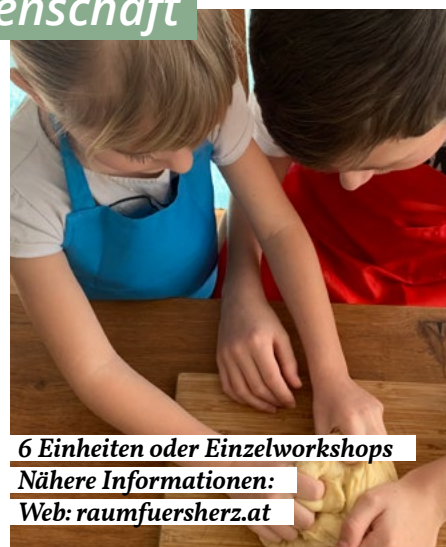 enschaft
6 Einheiten oder Einzelworkshops
Nähere Informationen:
Web: raumfuersherz.at